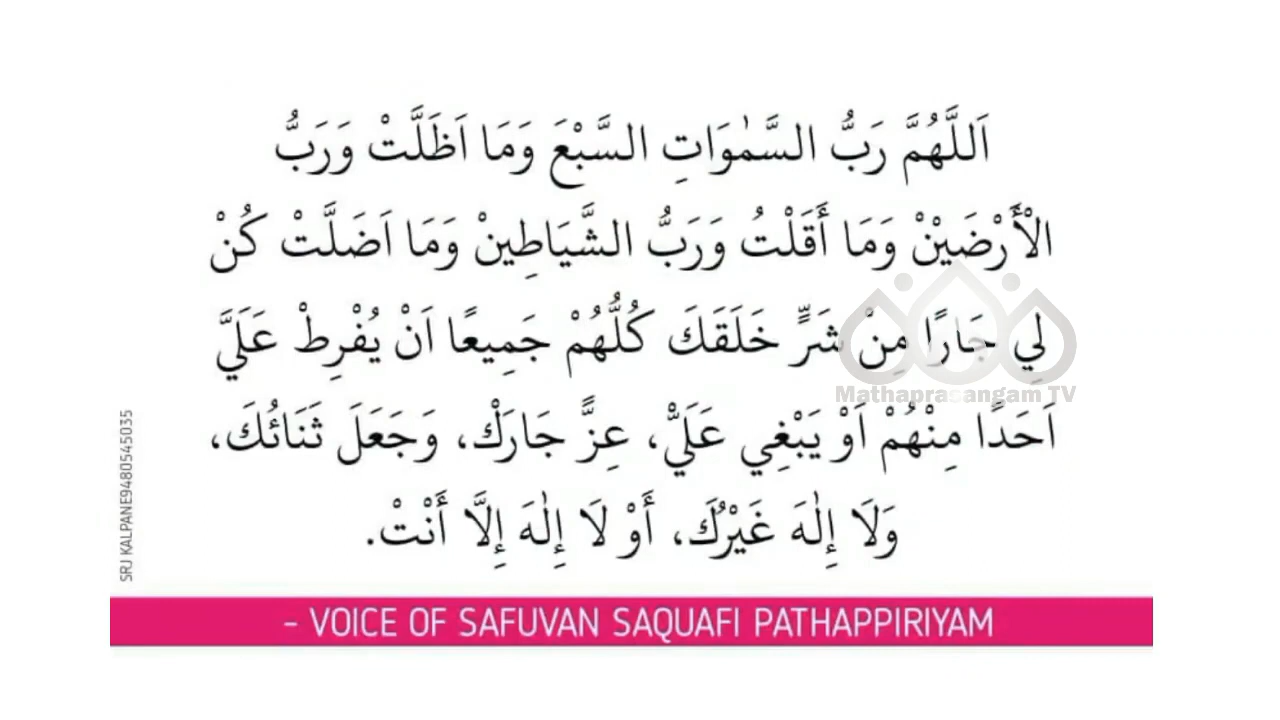 اَللَّهُمَّ رَبُّ السَّمٰوَاتِ السَّبْعَ وَمَا اَظَلَّتْ وَرَبُّ
الْأَرْضَيْنْ وَمَا أَقَلْتُ وَرَبُّ الشَّيَاطِينْ وَمَا اَضَلَّتْ كُنْ
لِي جَارًا مِنْ شَرٍّ خَلَقَكَ كُلُّهُمْ جَمِيعًا اَنْ يُفْرِطْ عَلَيَّ
Mathaprasangam TV
اَحَدًا مِنْهُمْ اَوْ يَبْغِي عَلَيَّ، عِزَّ جَارَكْ، وَجَعَلَ ثَنَائُكَ،
وَلَا إِلٰهَ غَيْرُكَ، أَوْ لَا إِلٰهَ إِلَّا أَنْتْ.
SRJ KALPANE9480545035
- VOICE OF SAFUVAN SAQUAFI PATHAPPIRIYAM